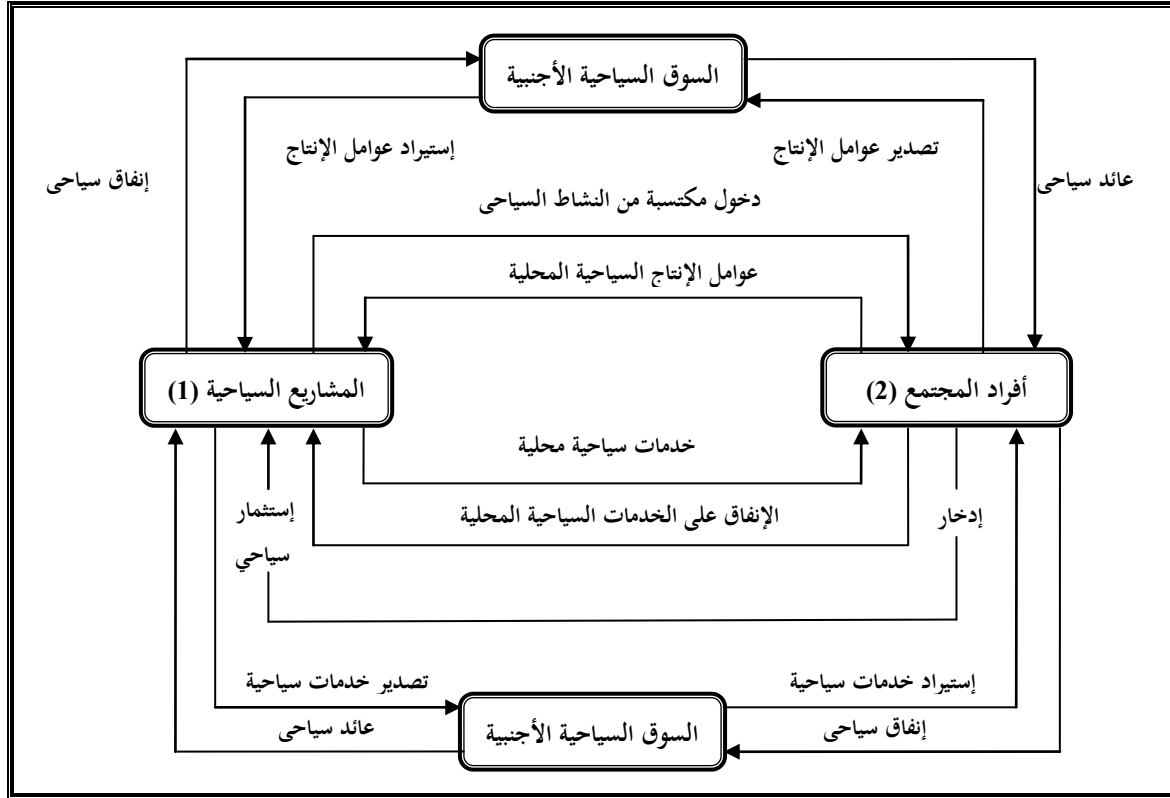 السوق السياحية الأجنبية
تصدير عوامل الإنتاج
إستيراد عوامل الإنتاج
عائد سياحى
إنفاق سياحى
دخول مكتسبة من النشاط السياحى
عوامل الإنتاج السياحية المحلية
أفراد المجتمع (2)
المشاريع السياحية (1)
خدمات سياحية محلية
الإنفاق على الخدمات السياحية المحلية
إدخار
إستثمار
سياحي
إستيراد خدمات سياحية
تصدير خدمات سياحية
إنفاق سياحى
السوق السياحية الأجنبية
عائد سياحى